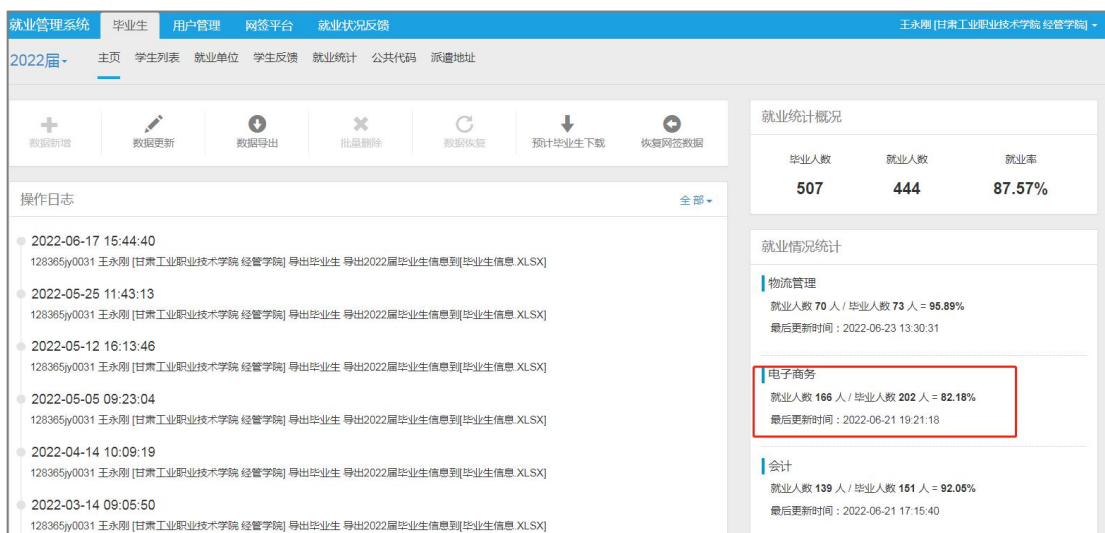 就业管理系统 毕业生 用户管理 网签平台 就业状况反馈 王永刚 [甘肃工业职业技术学院 经管学院]
2022届 主页 学生列表 就业单位 学生反馈 就业统计 公共代码 派遣地址
数据新增 数据更新 数据导出 批量删除 数据恢复 预计毕业生下载 恢复网签数据
操作日志 全部
2022-06-17 15:44:40
128365jy0031 王永刚 [甘肃工业职业技术学院 经管学院] 导出毕业生 导出2022届毕业生信息到[毕业生信息.XLSX]
2022-05-25 11:43:13
128365jy0031 王永刚 [甘肃工业职业技术学院 经管学院] 导出毕业生 导出2022届毕业生信息到[毕业生信息.XLSX]
2022-05-12 16:13:46
128365jy0031 王永刚 [甘肃工业职业技术学院 经管学院] 导出毕业生 导出2022届毕业生信息到[毕业生信息.XLSX]
2022-05-05 09:23:04
128365jy0031 王永刚 [甘肃工业职业技术学院 经管学院] 导出毕业生 导出2022届毕业生信息到[毕业生信息.XLSX]
2022-04-14 10:09:19
128365jy0031 王永刚 [甘肃工业职业技术学院 经管学院] 导出毕业生 导出2022届毕业生信息到[毕业生信息.XLSX]
2022-03-14 09:05:50
128365jy0031 王永刚 [甘肃工业职业技术学院 经管学院] 导出毕业生 导出2022届毕业生信息到[毕业生信息.XLSX]
就业统计概况
毕业人数 就业人数 就业率
507 444 87.57%
就业情况统计
物流管理
就业人数 70 人 / 毕业人数 73 人 = 95.89%
最后更新时间：2022-06-23 13:30:31
电子商务
就业人数 166 人 / 毕业人数 202 人 = 82.18%
最后更新时间：2022-06-21 19:21:18
会计
就业人数 139 人 / 毕业人数 151 人 = 92.05%
最后更新时间：2022-06-21 17:15:40